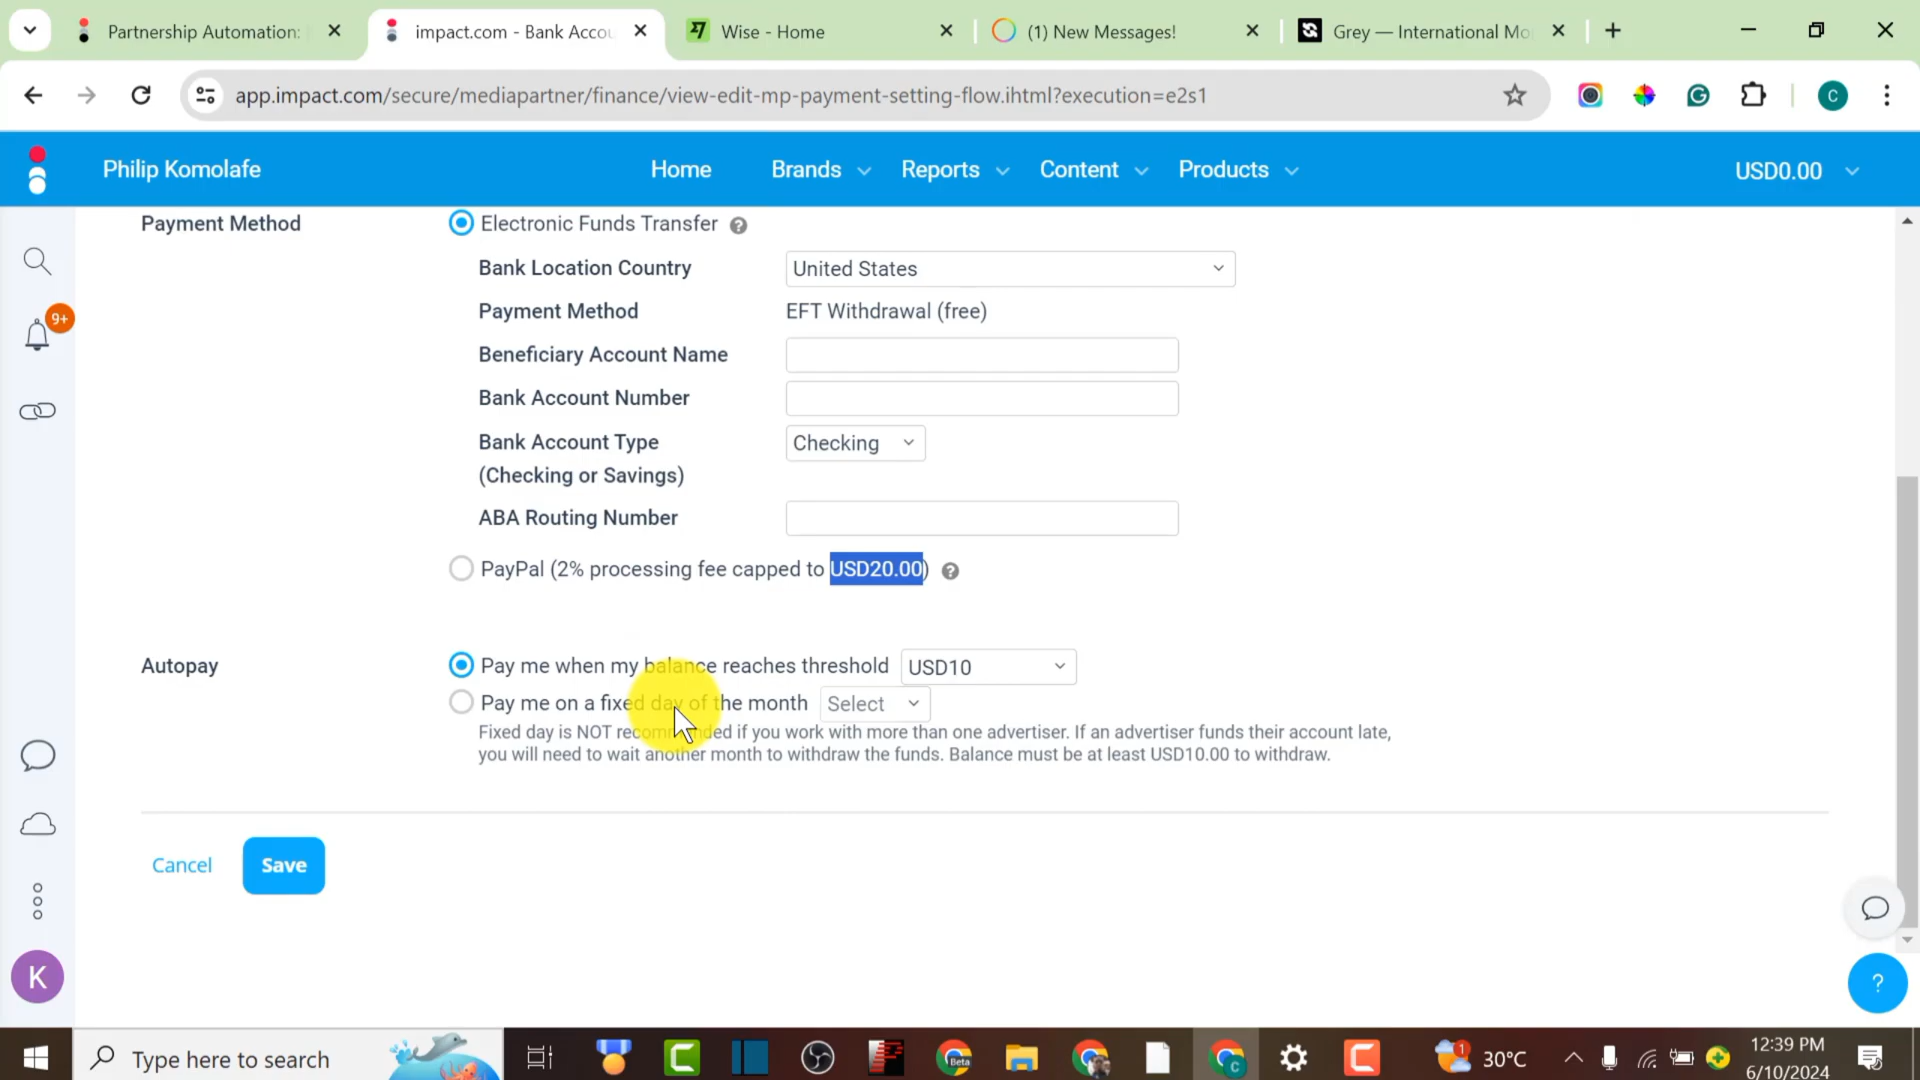 Partnership Automation:
impact.com - Bank Accou
Wise - Home
(1) New Messages!
Grey — International Mo
app.impact.com/secure/mediapartner/finance/view-edit-mp-payment-setting-flow.ihtml?execution=e2s1
C
Philip Komolafe
Home
Brands
Reports
Content
Products
USD0.00
9+
Payment Method
Electronic Funds Transfer
Bank Location Country
United States
Payment Method
EFT Withdrawal (free)
Beneficiary Account Name
Bank Account Number
Bank Account Type
(Checking or Savings)
Checking
ABA Routing Number
PayPal (2% processing fee capped to USD20.00)
Autopay
Pay me when my balance reaches threshold
USD10
Pay me on a fixed day of the month
Select
Fixed day is NOT recommended if you work with more than one advertiser. If an advertiser funds their account late,
you will need to wait another month to withdraw the funds. Balance must be at least USD10.00 to withdraw.
Cancel
Save
K
?
Type here to search
Beta
C
1
30°C
12:39 PM
6/10/2024